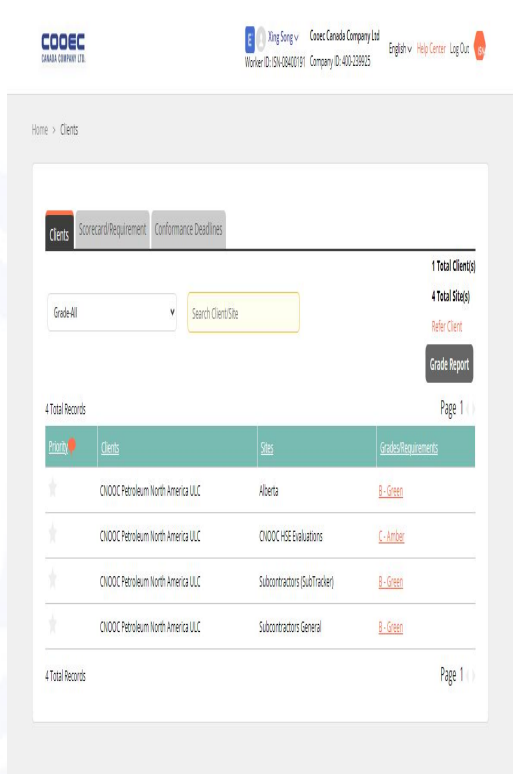 COOEC
CANADA COMPANY LTD.
E Xing Song Cooec Canada Company Ltd English Help Center Log Out
Worker ID: ISN-08400191 Company ID: 400-239925
Home > Clients
Clients Scorecard/Requirement Conformance Deadlines
1 Total Client(s)
4 Total Site(s)
Grade-All Search Client/Site
Refer Client
Grade Report
4 Total Records Page 1
Priority Clients Sites Grades/Requirements
CNOOC Petroleum North America ULC Alberta B - Green
CNOOC Petroleum North America ULC CNOOC HSE Evaluations C - Amber
CNOOC Petroleum North America ULC Subcontractors (SubTracker) B - Green
CNOOC Petroleum North America ULC Subcontractors General B - Green
4 Total Records Page 1